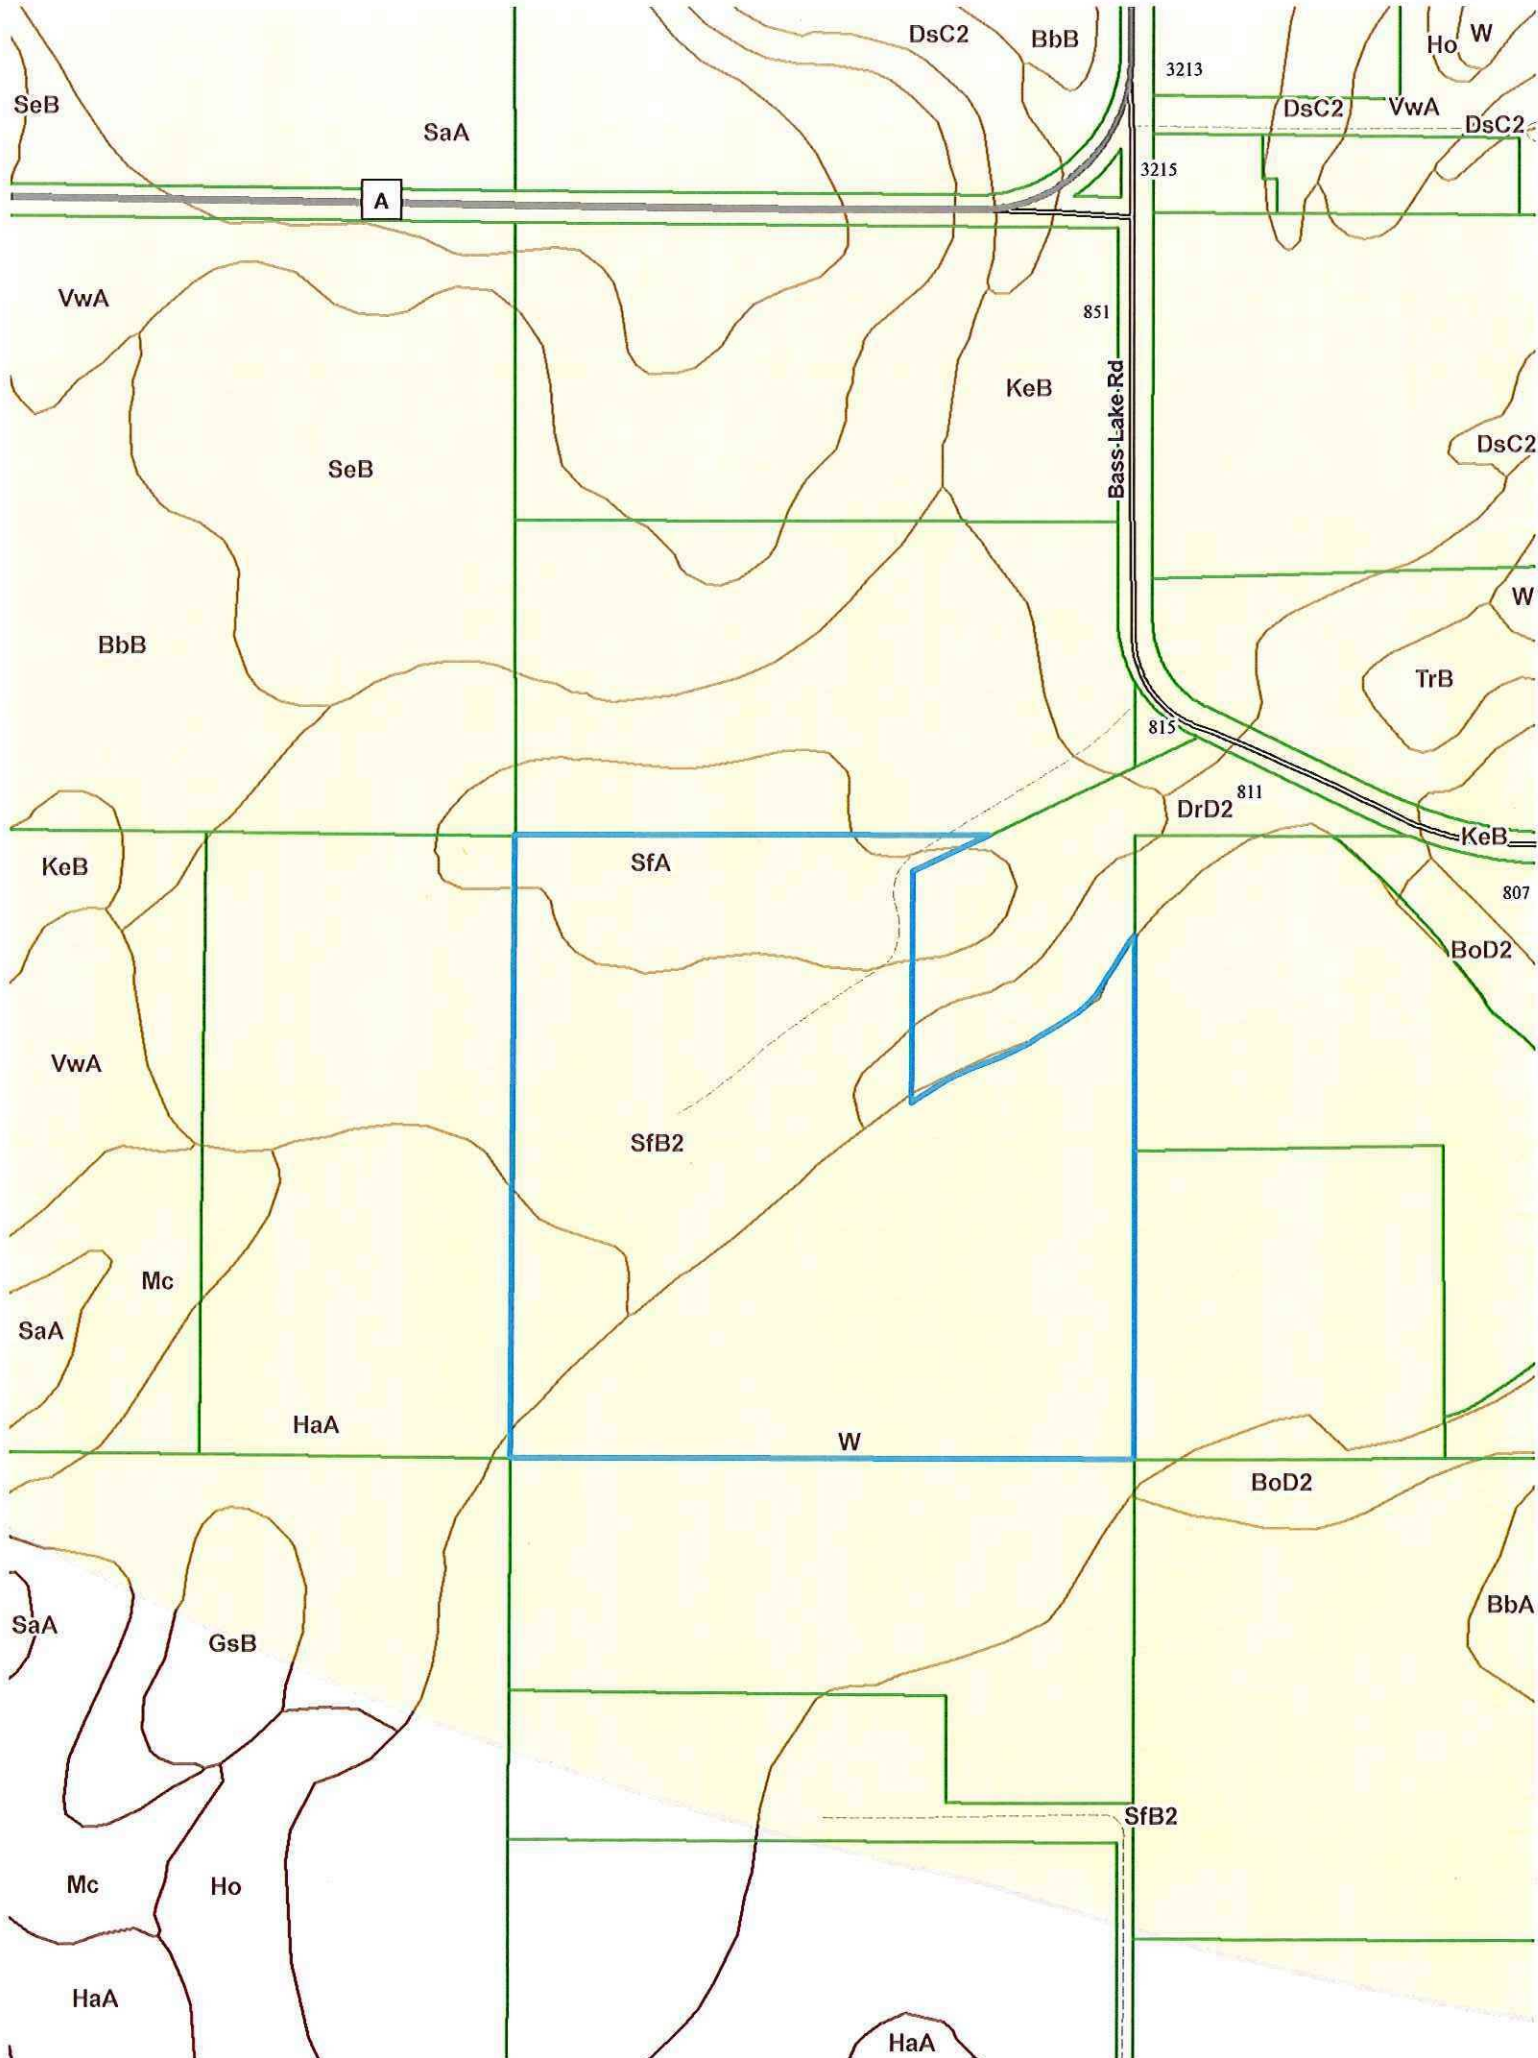 DsC2
BbB
Ho
W
3213
SeB
SaA
DsC2
VwA
DsC2
3215
A
VwA
851
KeB
Bass Lake Rd
DsC2
SeB
W
BbB
TrB
815
811
DrD2
KeB
KeB
SfA
807
BoD2
VwA
SfB2
Mc
SaA
HaA
W
BoD2
SaA
BbA
GsB
SfB2
Mc
Ho
HaA
HaA